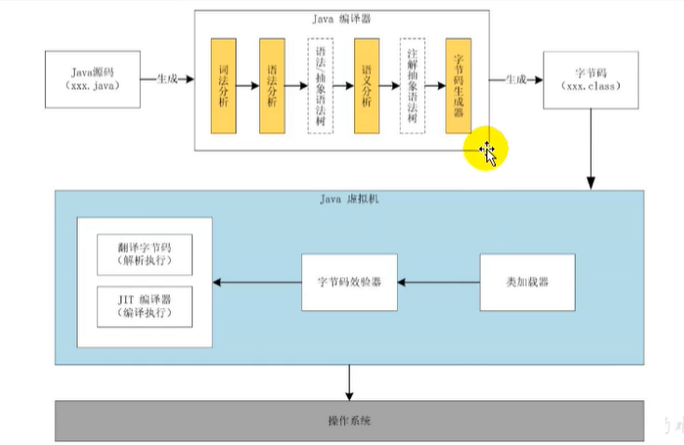 Java 编译器
Java源码
（xxx.java）
生成
词法分析
语法分析
语法/抽象语法树
语义分析
注解抽象语法树
字节码生成器
生成
字节码
（xxx.class）
Java 虚拟机
翻译字节码
（解析执行）
JIT 编译器
（编译执行）
字节码效验器
类加载器
操作系统